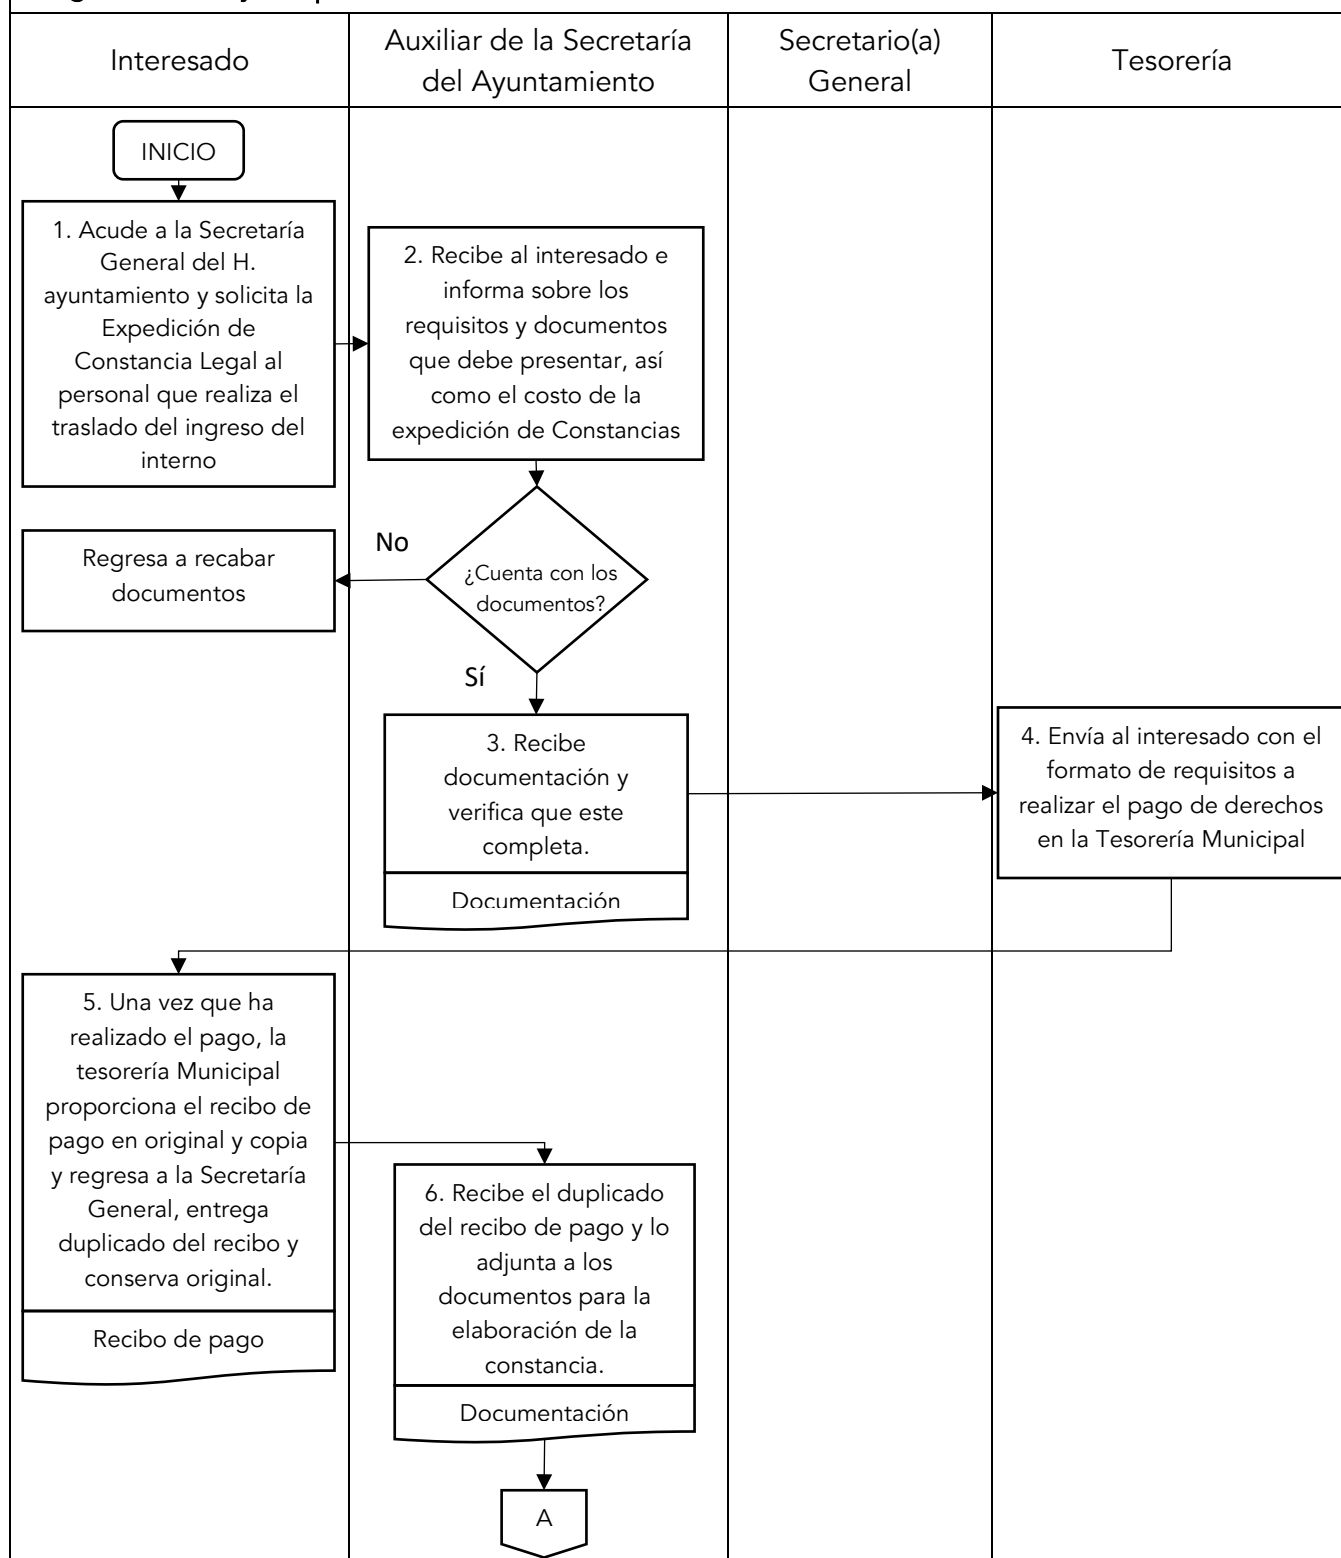 Interesado
Auxiliar de la Secretaría
del Ayuntamiento
Secretario(a)
General
Tesorería
INICIO
1. Acude a la Secretaría
General del H.
ayuntamiento y solicita la
Expedición de
Constancia Legal al
personal que realiza el
traslado del ingreso del
interno
2. Recibe al interesado e
informa sobre los
requisitos y documentos
que debe presentar, así
como el costo de la
expedición de Constancias
No
Regresa a recabar
documentos
¿Cuenta con los
documentos?
Sí
3. Recibe
documentación y
verifica que este
completa.
Documentación
4. Envía al interesado con el
formato de requisitos a
realizar el pago de derechos
en la Tesorería Municipal
5. Una vez que ha
realizado el pago, la
tesorería Municipal
proporciona el recibo de
pago en original y copia
y regresa a la Secretaría
General, entrega
duplicado del recibo y
conserva original.
Recibo de pago
6. Recibe el duplicado
del recibo de pago y lo
adjunta a los
documentos para la
elaboración de la
constancia.
Documentación
A